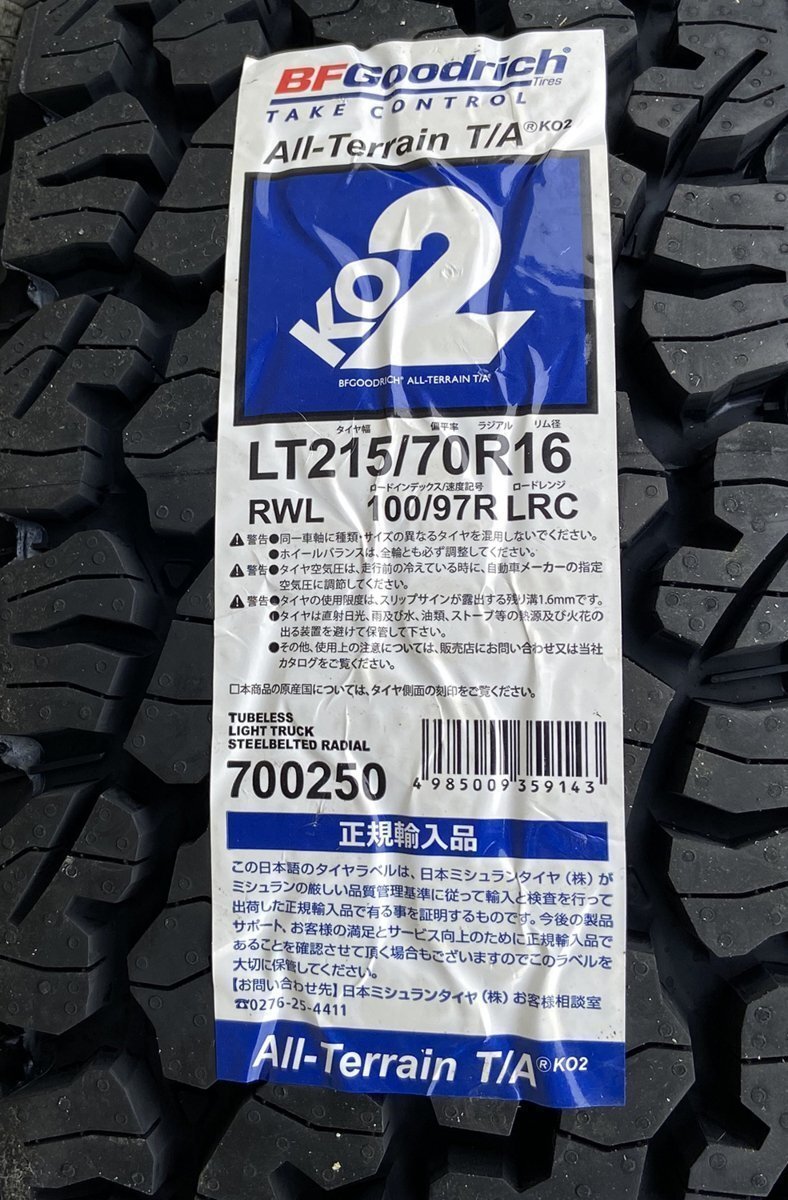 BFGoodrich®
Tires
TAKE CONTROL
All-Terrain T/A®KO2
KO2
BFGOODRICH® ALL-TERRAIN T/A®
タイヤ幅 偏平率 ラジアル リム径
LT215/70R16
ロードインデックス/速度記号 ロードレンジ
RWL 100/97R LRC
警告●同一車軸に種類・サイズの異なるタイヤを混用しないでください。
●ホイールバランスは、全輪とも必ず調整してください。
警告●タイヤ空気圧は、走行前の冷えている時に、自動車メーカーの指定
空気圧に調節してください。
警告●タイヤの使用限度は、スリップサインが露出する残り溝1.6mmです。
●タイヤは直射日光、雨及び水、油類、ストーブ等の熱源及び火花の
出る装置を避けて保管して下さい。
●その他、使用上の注意については、販売店にお問い合わせ又は当社
カタログをご覧ください。
□本商品の原産国については、タイヤ側面の刻印をご覧ください。
TUBELESS
LIGHT TRUCK
STEELBELTED RADIAL
700250
4985009359143
正規輸入品
この日本語のタイヤラベルは、日本ミシュランタイヤ(株)が
ミシュランの厳しい品質管理基準に従って輸入と検査を行って
出荷した正規輸入品で有る事を証明するものです。今後の製品
サポート、お客様の満足とサービス向上のために正規輸入品で
あることを確認させて頂く場合もございますのでこのラベルを
大切に保管してください。
【お問い合わせ先】日本ミシュランタイヤ(株)お客様相談室
☎0276-25-4411
All-Terrain T/A®KO2